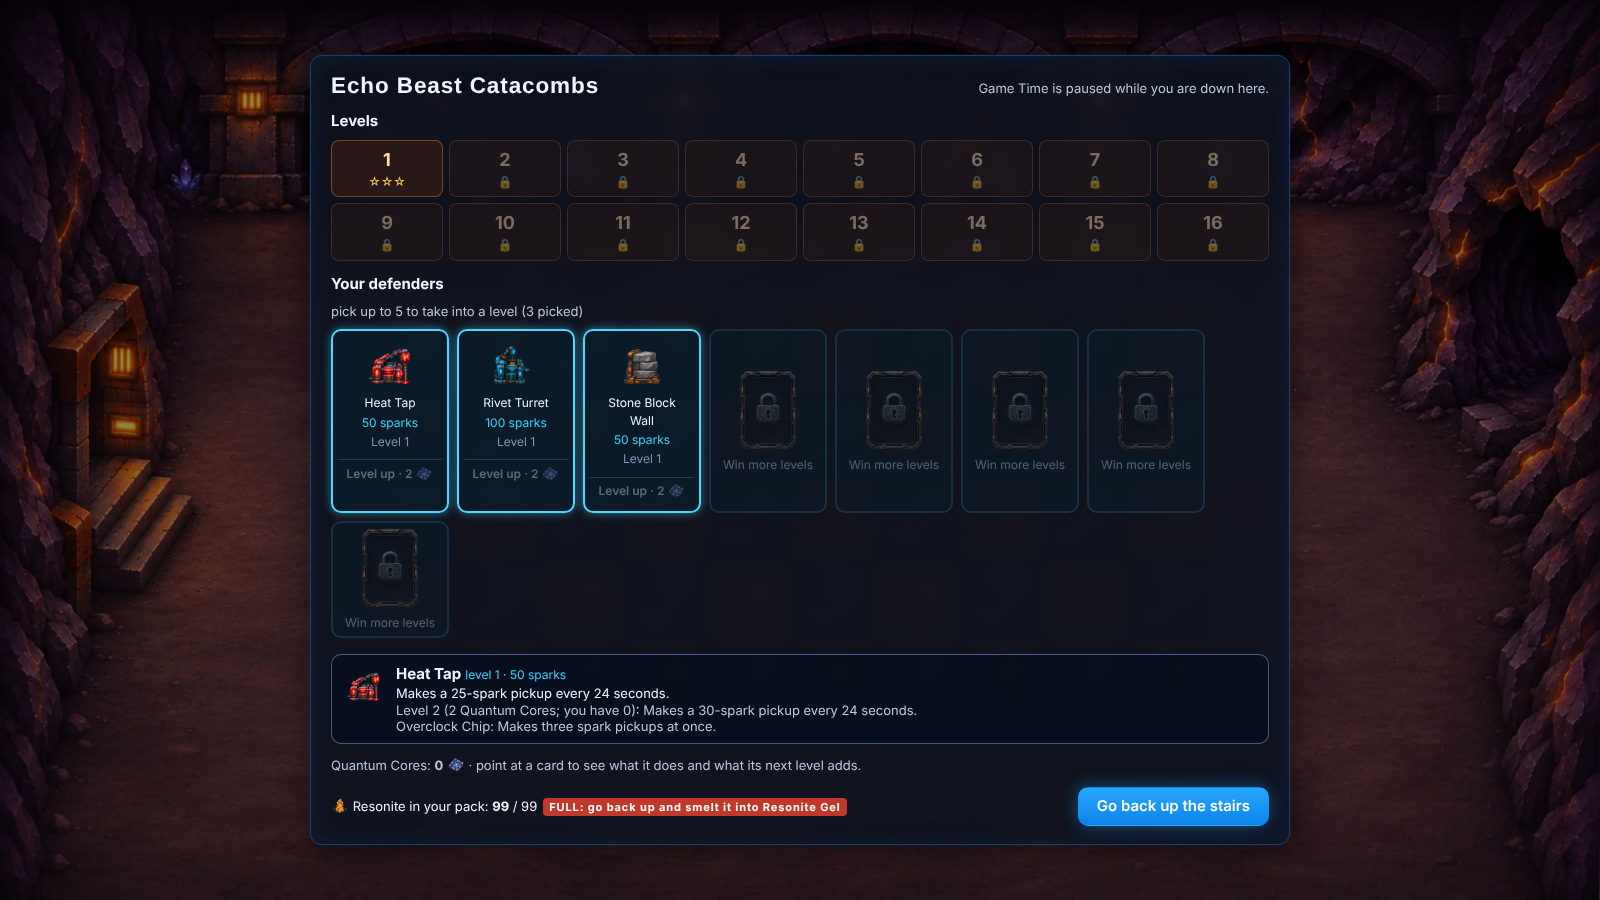 Echo Beast Catacombs
Game Time is paused while you are down here.
Levels
1 2 3 4 5 6 7 8
☆☆☆
9 10 11 12 13 14 15 16
Your defenders
pick up to 5 to take into a level (3 picked)
Heat Tap
50 sparks
Level 1
Level up · 2
Rivet Turret
100 sparks
Level 1
Level up · 2
Stone Block
Wall
50 sparks
Level 1
Level up · 2
Win more levels
Win more levels
Win more levels
Win more levels
Win more levels
Heat Tap level 1 · 50 sparks
Makes a 25-spark pickup every 24 seconds.
Level 2 (2 Quantum Cores; you have 0): Makes a 30-spark pickup every 24 seconds.
Overclock Chip: Makes three spark pickups at once.
Quantum Cores: 0 · point at a card to see what it does and what its next level adds.
Resonite in your pack: 99 / 99 FULL: go back up and smelt it into Resonite Gel
Go back up the stairs